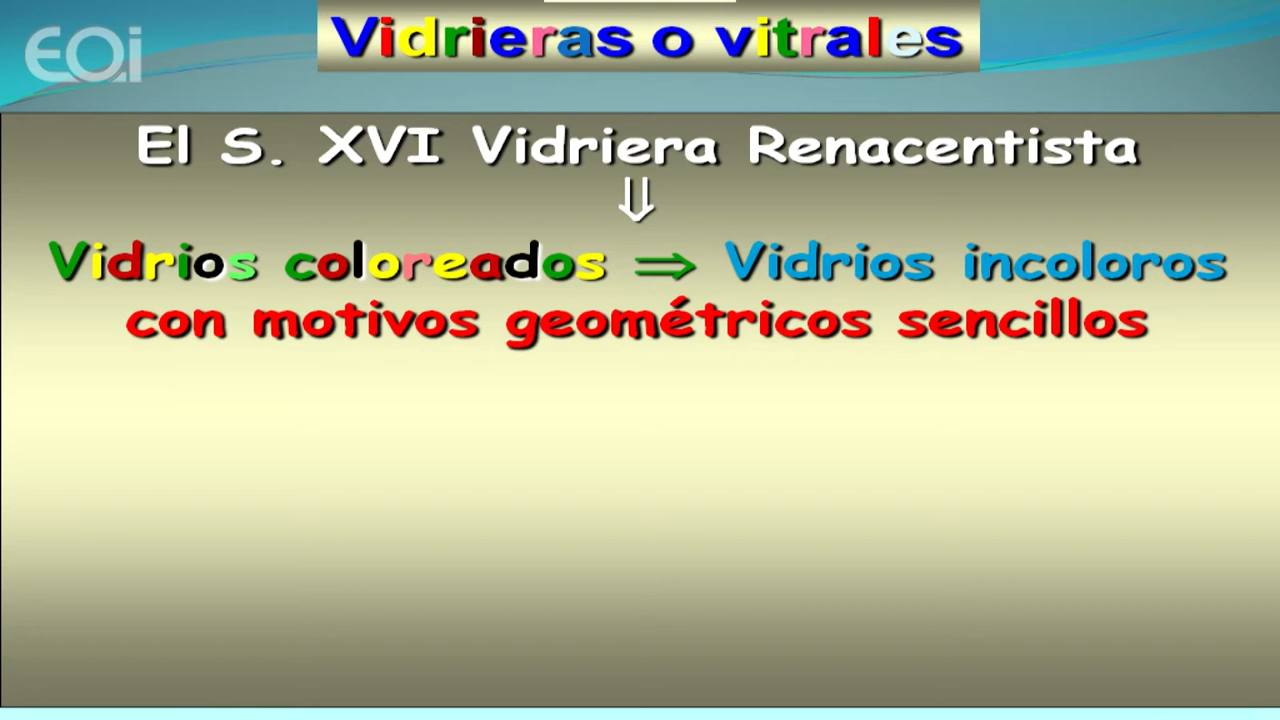 EOi
Vidrieras o vitrales
El S. XVI Vidriera Renacentista
⇓
Vidrios coloreados ⇒ Vidrios incoloros
con motivos geométricos sencillos